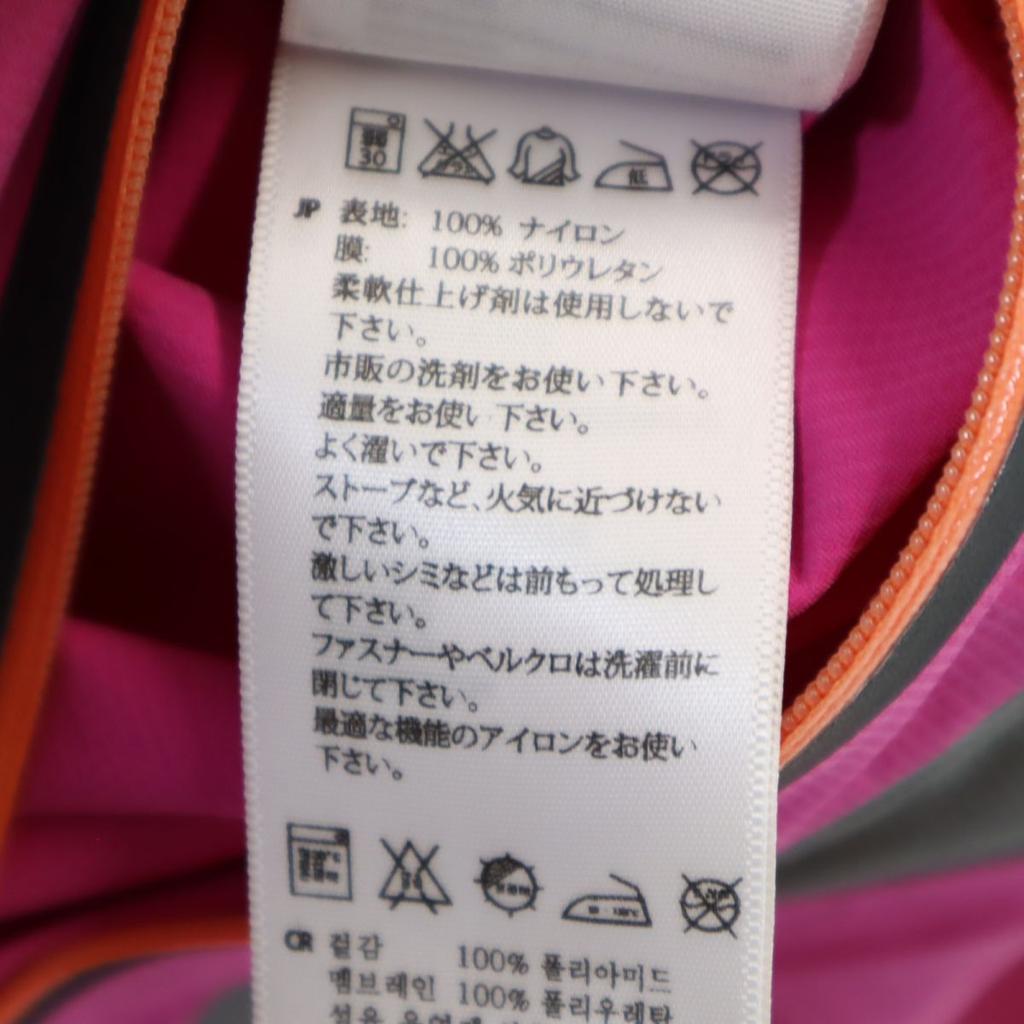 30
JP 表地: 100% ナイロン
膜: 100% ポリウレタン
柔軟仕上げ剤は使用しないで
下さい。
市販の洗剤をお使い下さい。
適量をお使い下さい。
よく濯いで下さい。
ストーブなど、火気に近づけない
で下さい。
激しいシミなどは前もって処理し
て下さい。
ファスナーやベルクロは洗濯前に
閉じて下さい。
最適な機能のアイロンをお使い
下さい。
겉감 100% 폴리아미드
멤브레인 100% 폴리우레탄